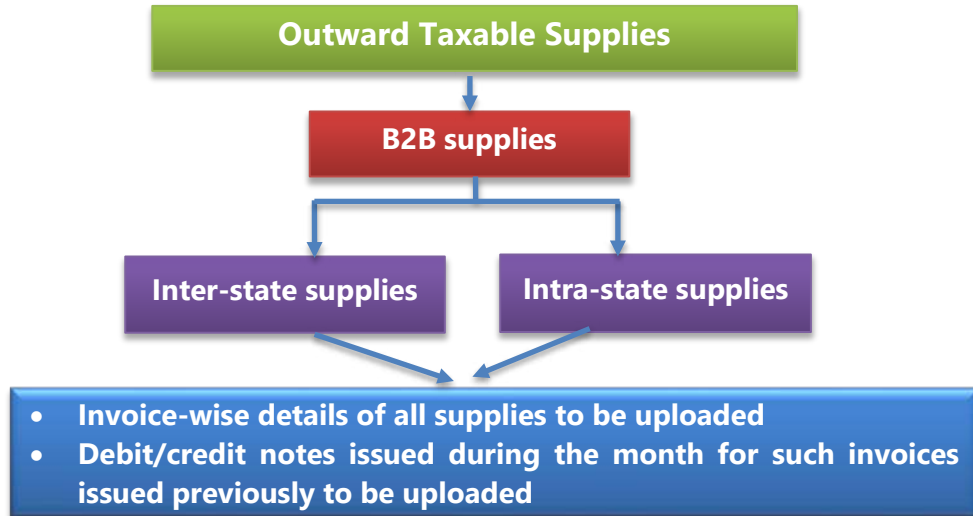 Outward Taxable Supplies
B2B supplies
Inter-state supplies
Intra-state supplies
• Invoice-wise details of all supplies to be uploaded
• Debit/credit notes issued during the month for such invoices
issued previously to be uploaded